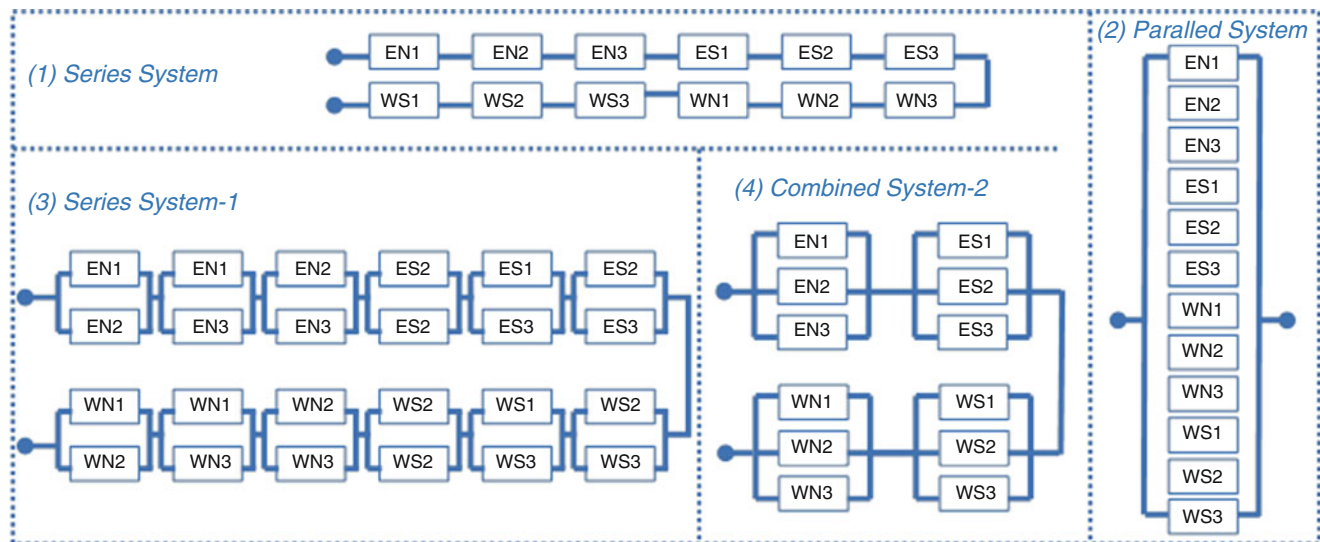 (1) Series System
EN1 EN2 EN3 ES1 ES2 ES3
WS1 WS2 WS3 WN1 WN2 WN3
(2) Paralled System
EN1
EN2
EN3
ES1
ES2
ES3
WN1
WN2
WN3
WS1
WS2
WS3
(3) Series System-1
EN1 EN1 EN2 ES2 ES1 ES2
EN2 EN3 EN3 ES2 ES3 ES3
WN1 WN1 WN2 WS2 WS1 WS2
WN2 WN3 WN3 WS2 WS3 WS3
(4) Combined System-2
EN1 ES1
EN2 ES2
EN3 ES3
WN1 WS1
WN2 WS2
WN3 WS3